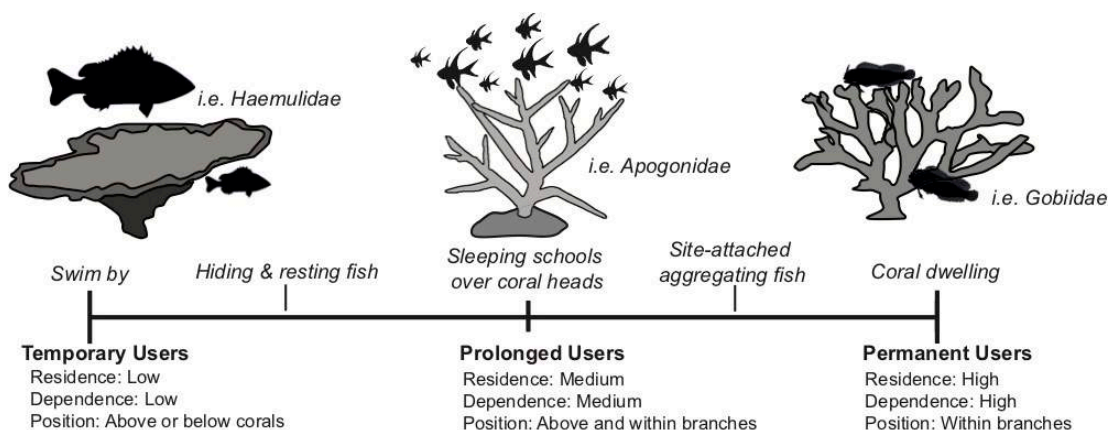 i.e. Haemulidae
i.e. Apogonidae
i.e. Gobiidae
Swim by
Hiding & resting fish
Sleeping schools
over coral heads
Site-attached
aggregating fish
Coral dwelling
Temporary Users
Residence: Low
Dependence: Low
Position: Above or below corals
Prolonged Users
Residence: Medium
Dependence: Medium
Position: Above and within branches
Permanent Users
Residence: High
Dependence: High
Position: Within branches